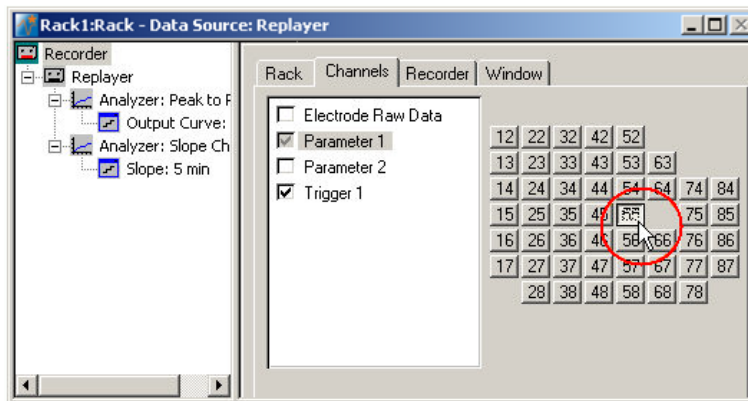 Rack1:Rack - Data Source: Replayer
Recorder
Replayer
Analyzer: Peak to
Output Curve:
Analyzer: Slope Ch
Slope: 5 min
Rack Channels Recorder Window
Electrode Raw Data
Parameter 1
Parameter 2
Trigger 1
12 22 32 42 52
13 23 33 43 53 63
14 24 34 44 54 64 74 84
15 25 35 45 75 85
16 26 36 46 56 66 76 86
17 27 37 47 57 67 77 87
28 38 48 58 68 78